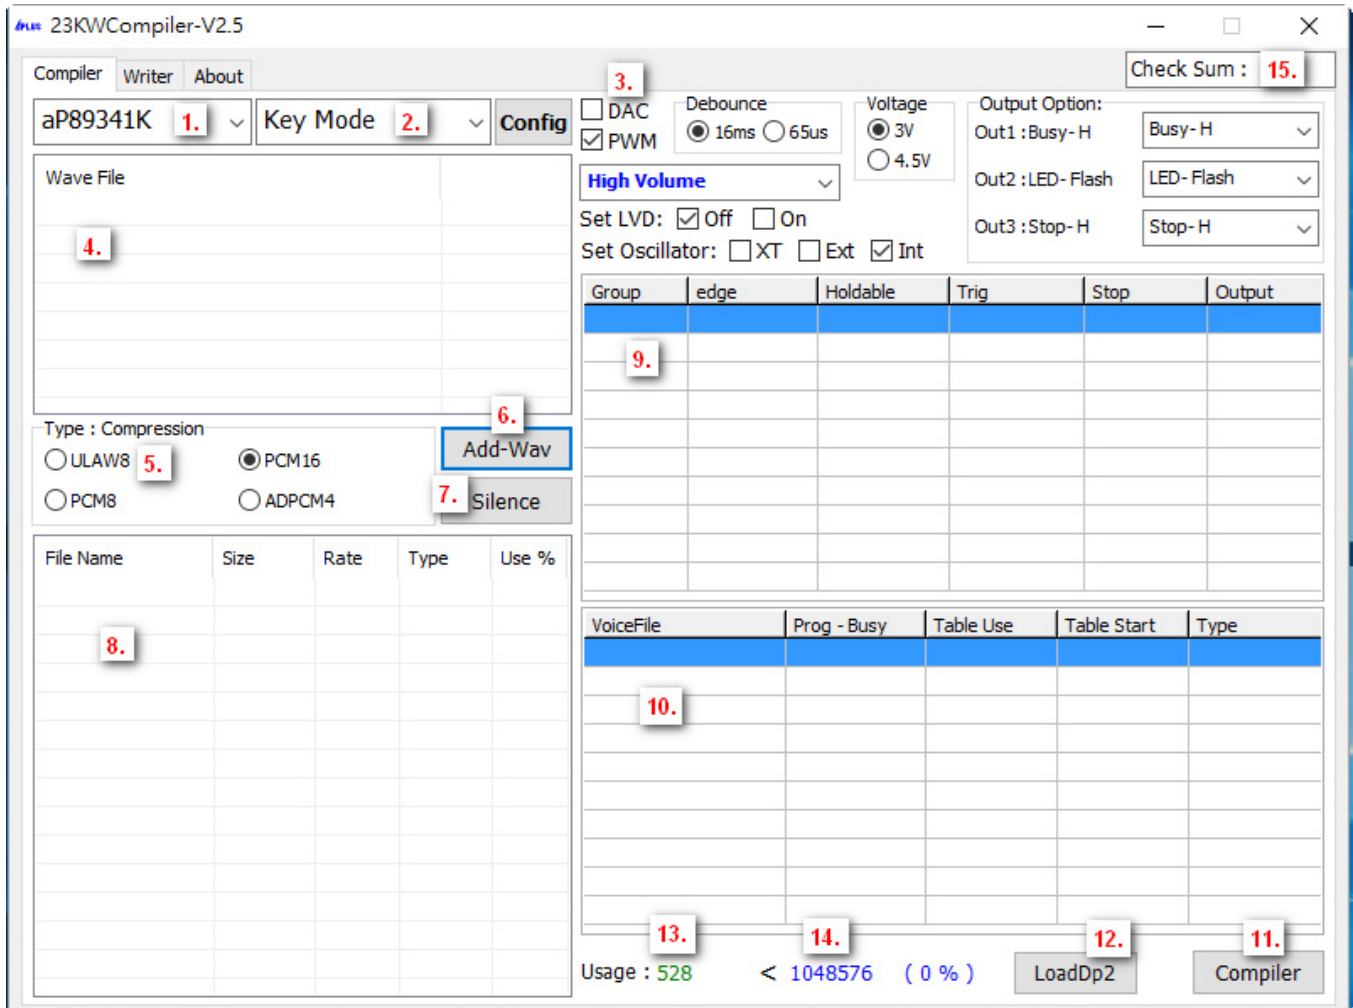 aPLUS 23KWCompiler-V2.5
Check Sum : 15.
Compiler Writer About
3.
aP89341K 1. Key Mode 2. Config
DAC
PWM
Debounce
16ms 65us
Voltage
3V
4.5V
Output Option:
Out1 :Busy- H Busy- H
Out2 :LED- Flash LED- Flash
Out3 :Stop- H Stop- H
High Volume
Set LVD: Off On
Set Oscillator: XT Ext Int
Wave File
4.
Type : Compression
ULAW8 5. PCM16
PCM8 ADPCM4
6.
Add-Wav
7. Silence
File Name Size Rate Type Use %
8.
Group edge Holdable Trig Stop Output
9.
VoiceFile Prog - Busy Table Use Table Start Type
10.
13. 14. 12. 11.
Usage : 528 < 1048576 ( 0 % ) LoadDp2 Compiler